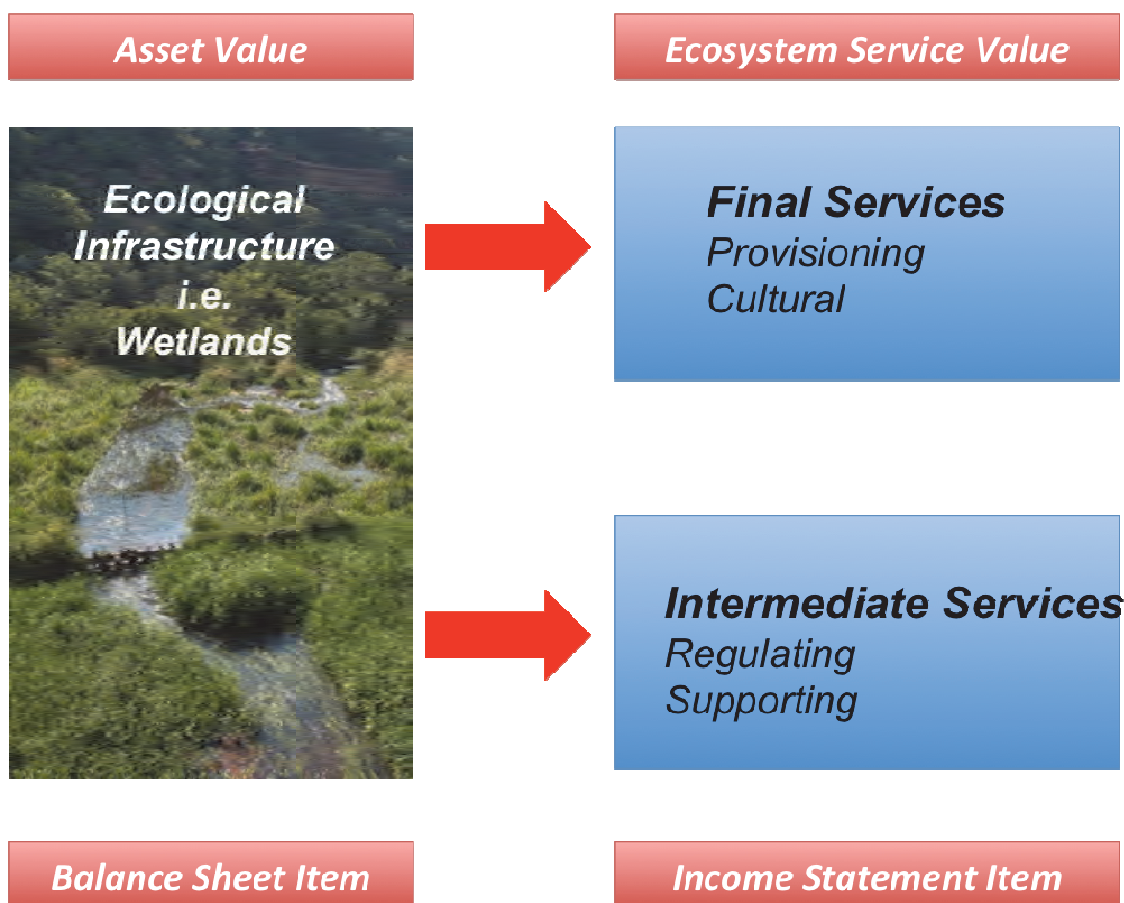 Asset Value
Ecosystem Service Value
Ecological
Infrastructure
i.e.
Wetlands
Final Services
Provisioning
Cultural
Intermediate Services
Regulating
Supporting
Balance Sheet Item
Income Statement Item